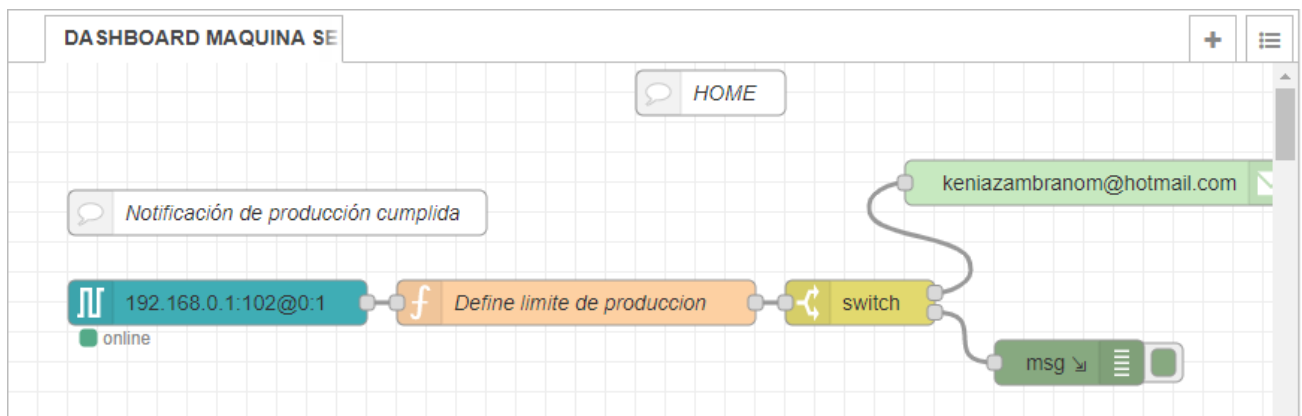 DASHBOARD MAQUINA SE
HOME
keniazambranom@hotmail.com
Notificación de producción cumplida
192.168.0.1:102@0:1
Define limite de produccion
switch
online
msg